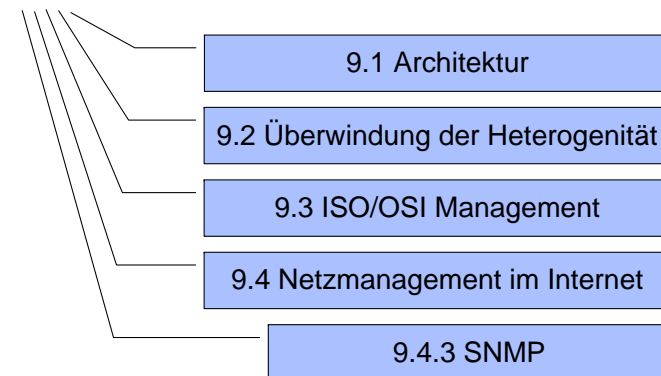 9.1 Architektur
9.2 Überwindung der Heterogenität
9.3 ISO/OSI Management
9.4 Netzmanagement im Internet
9.4.3 SNMP